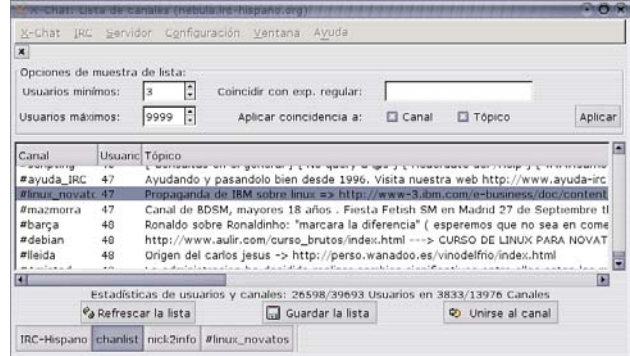 X-Chat: Lista de canales (nebula.irc-hispano.org)
X-Chat IRC Servidor Configuración Ventana Ayuda
Opciones de muestra de lista:
Usuarios mínimos: 3 Coincidir con exp. regular:
Usuarios máximos: 9999 Aplicar coincidencia a: Canal Tópico Aplicar
Canal Usuaric Tópico
#ayuda_IRC 47 Ayudando y pasandolo bien desde 1996. Visita nuestra web http://www.ayuda-irc
#linux_novatc 47 Propaganda de IBM sobre linux => http://www-3.ibm.com/e-business/doc/content
#mazmorra 47 Canal de BDSM, mayores 18 años . Fiesta Fetish SM en Madrid 27 de Septiembre
#barça 48 Ronaldo sobre Ronaldinho: "marcara la diferencia" ( esperemos que no sea en come
#debian 48 http://www.aulir.com/curso_brutos/index.html ---> CURSO DE LINUX PARA NOVAT
#lleida 48 Origen del carlos jesus -> http://perso.wanadoo.es/vinodelfrio/index.html
Estadísticas de usuarios y canales: 26598/39693 Usuarios en 3833/13976 Canales
Refrescar la lista Guardar la lista Unirse al canal
IRC-Hispano chanlist nick2info #linux_novatos